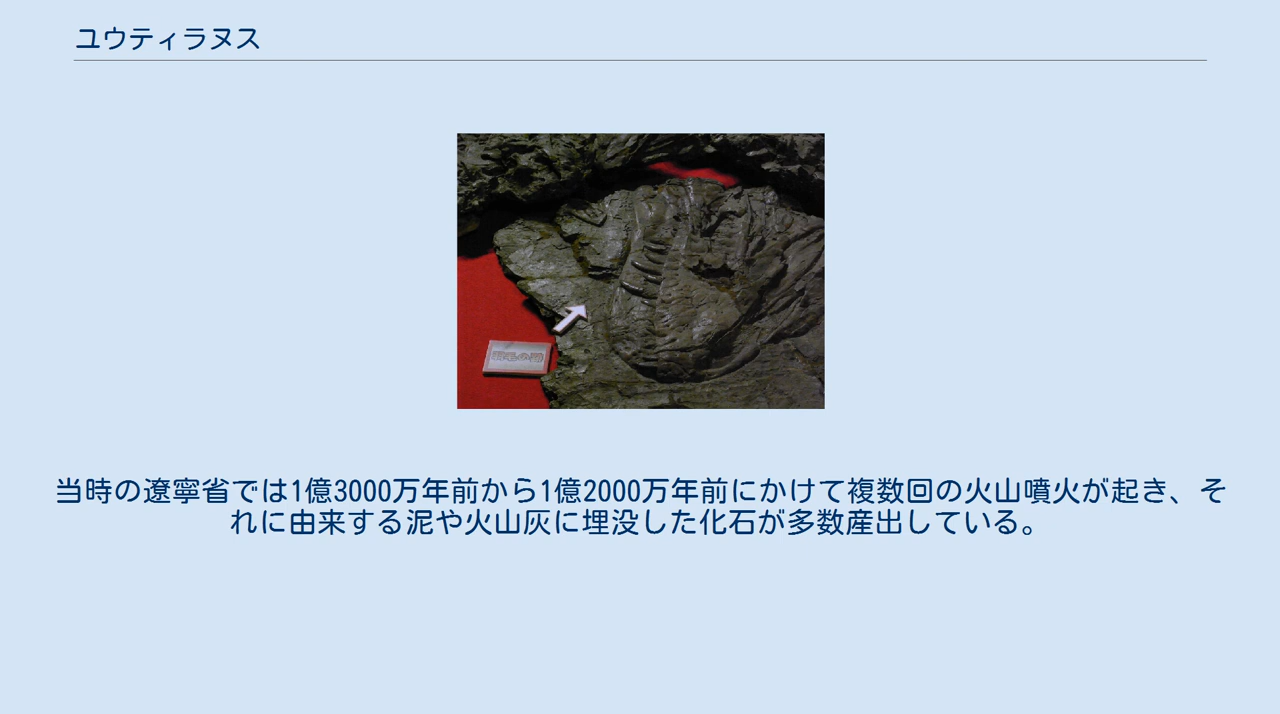 ユウティラヌス
羽毛の跡
当時の遼寧省では1億3000万年前から1億2000万年前にかけて複数回の火山噴火が起き、そ
れに由来する泥や火山灰に埋没した化石が多数産出している。